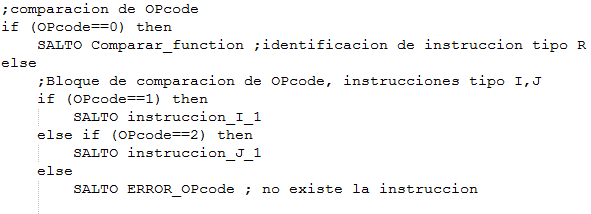 ;comparacion de OPcode
if (OPcode==0) then
    SALTO Comparar_function ;identificacion de instruccion tipo R
else
    ;Bloque de comparacion de OPcode, instrucciones tipo I,J
    if (OPcode==1) then
        SALTO instruccion_I_1
    else if (OPcode==2) then
        SALTO instruccion_J_1
    else
        SALTO ERROR_OPcode ; no existe la instruccion